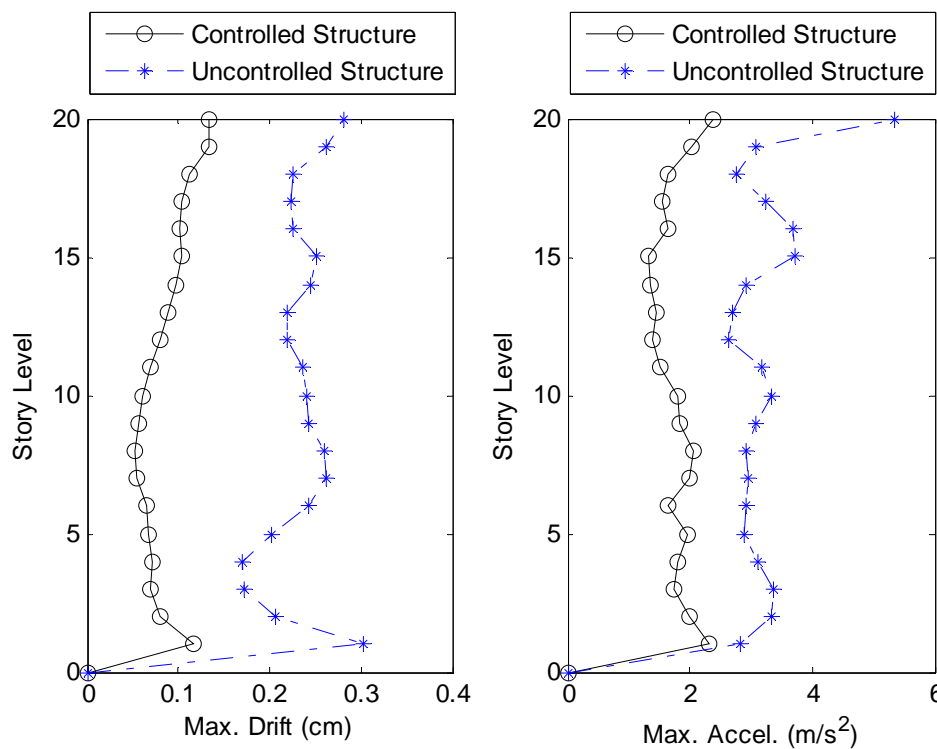 Controlled Structure
Uncontrolled Structure
20
15
10
5
0
Story Level
0
0.1
0.2
0.3
0.4
Max. Drift (cm)
Controlled Structure
Uncontrolled Structure
20
15
10
5
0
Story Level
0
2
4
6
Max. Accel. (m/s²)